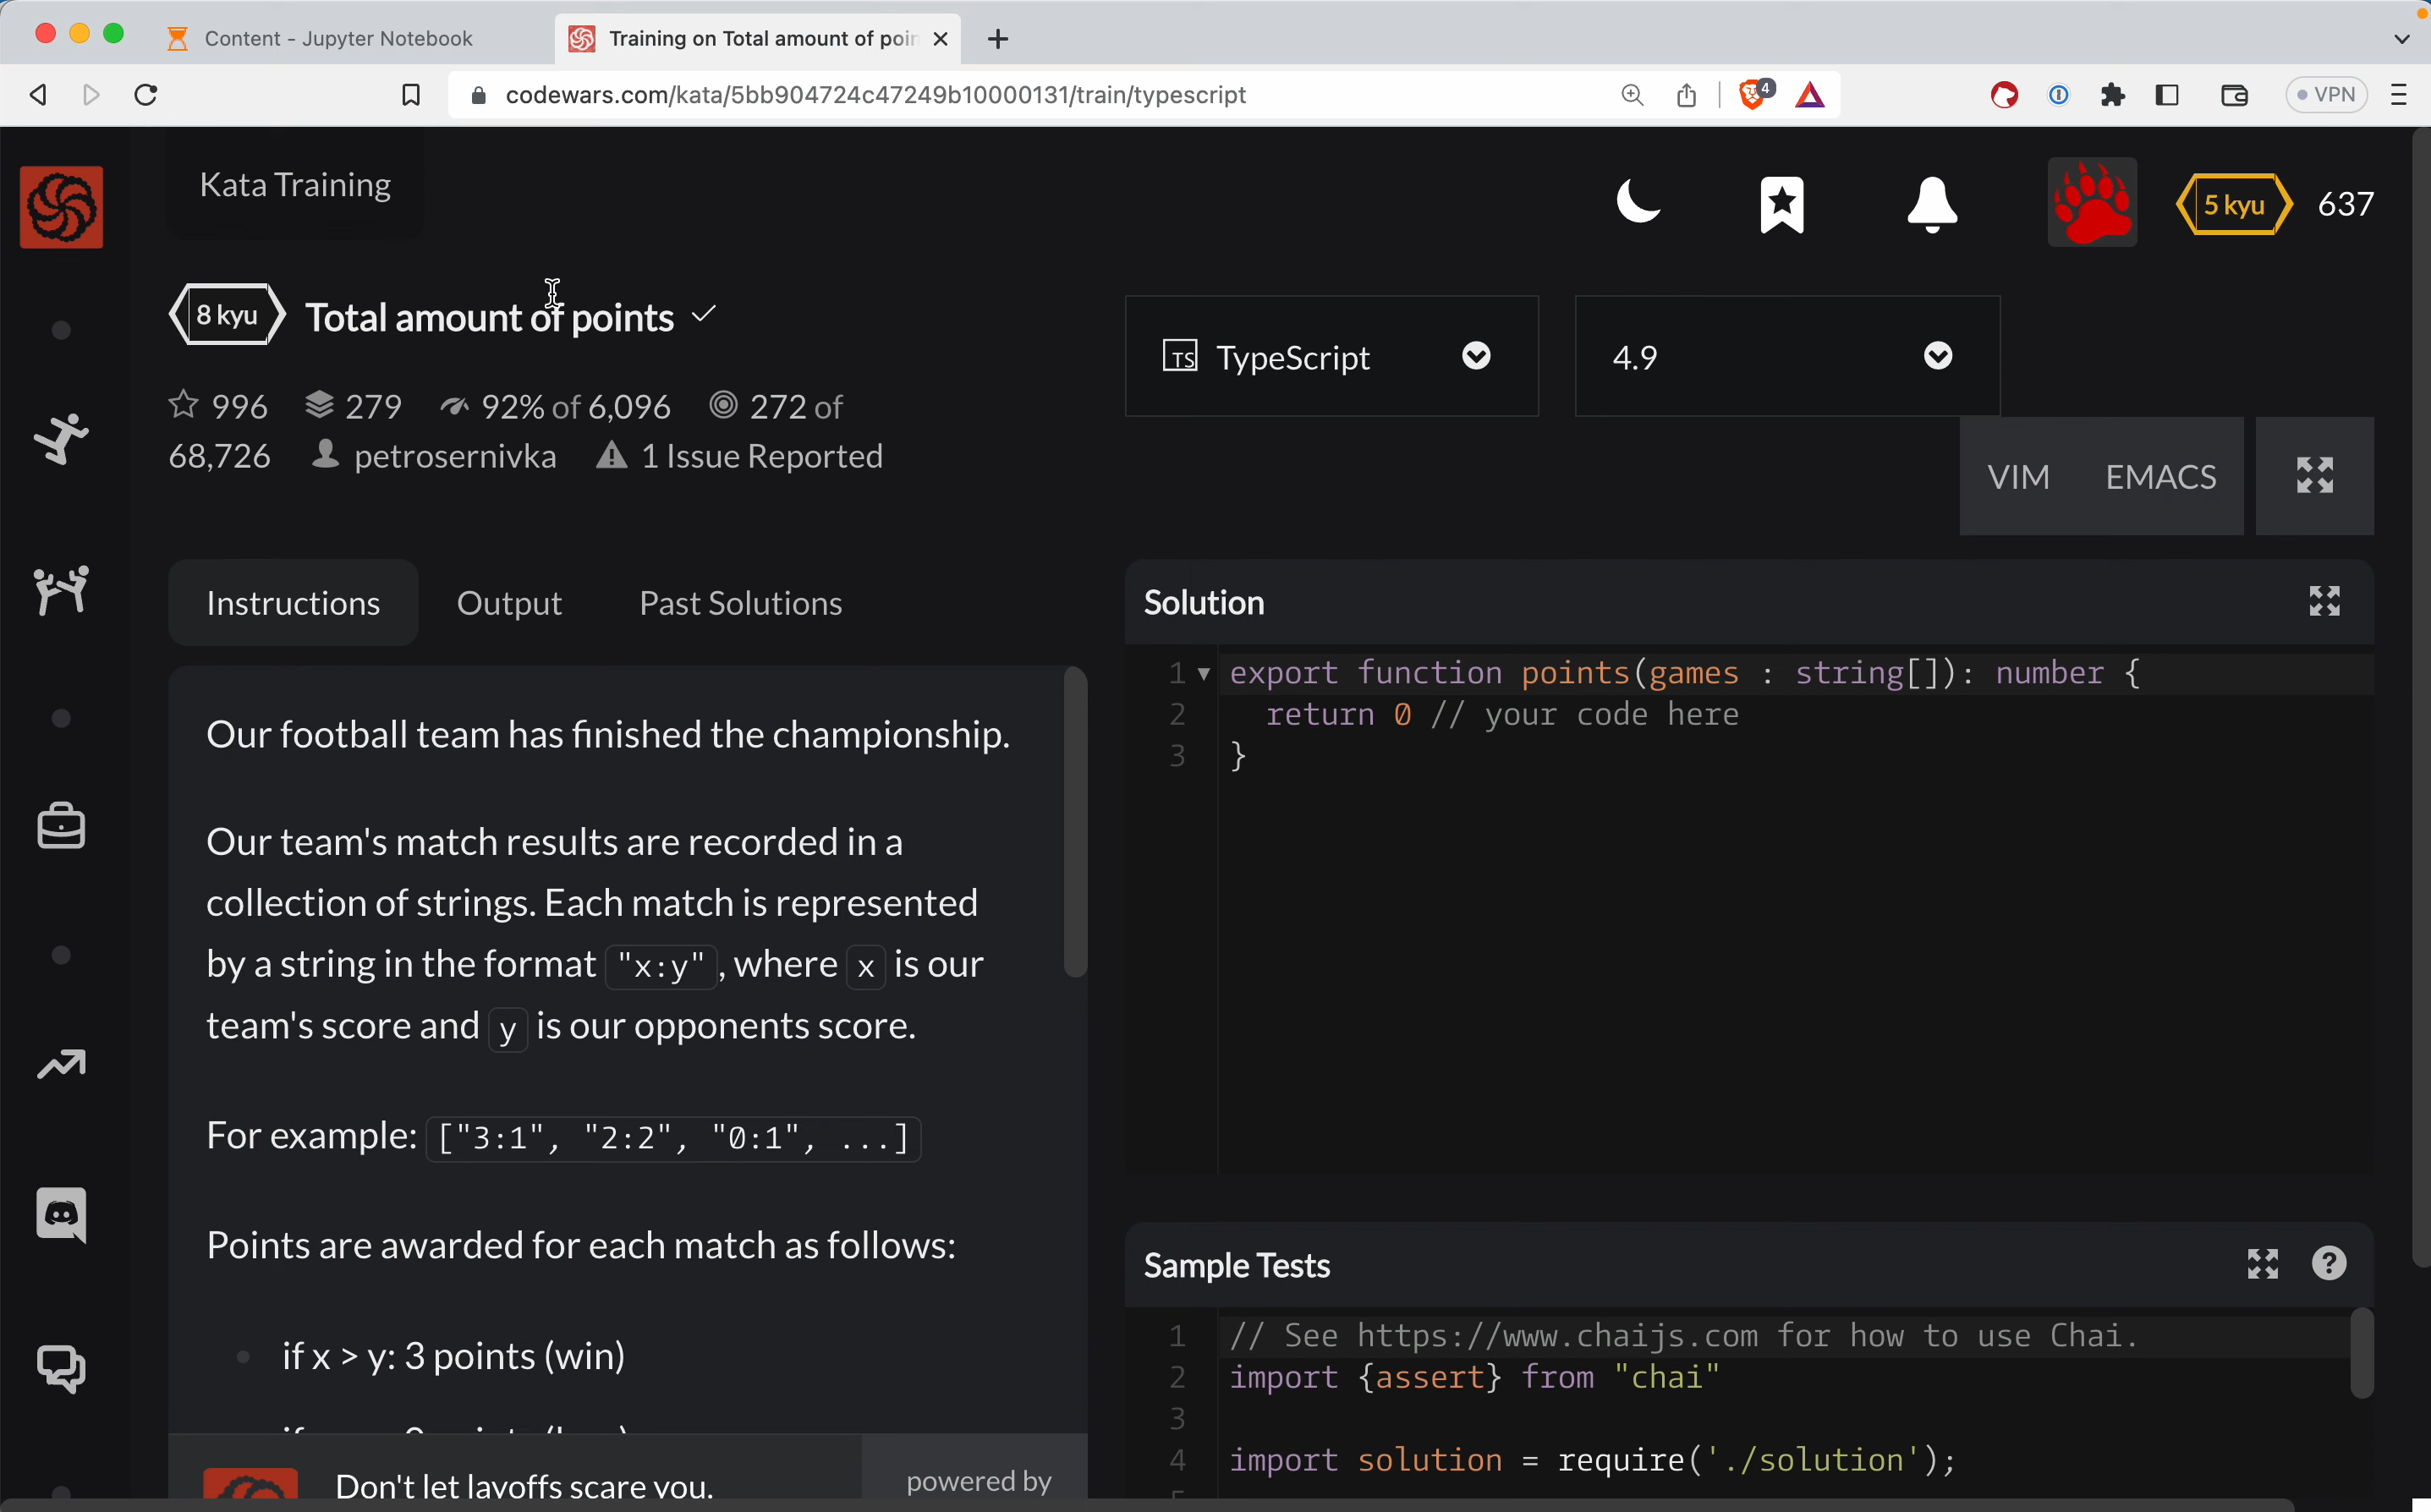 Content - Jupyter Notebook
Training on Total amount of poin
codewars.com/kata/5bb904724c47249b10000131/train/typescript
4
VPN
Kata Training
5 kyu
637
8 kyu
Total amount of points
996 279 92% of 6,096 272 of
68,726 petrosernivka 1 Issue Reported
TS TypeScript
4.9
VIM EMACS
Instructions Output Past Solutions
Our football team has finished the championship.
Our team's match results are recorded in a
collection of strings. Each match is represented
by a string in the format "x:y", where x is our
team's score and y is our opponents score.
For example: ["3:1", "2:2", "0:1", ...]
Points are awarded for each match as follows:
if x > y: 3 points (win)
Don't let layoffs scare you.
powered by
Solution
1 export function points(games : string[]): number {
2 return 0 // your code here
3 }
Sample Tests
1 // See https://www.chaijs.com for how to use Chai.
2 import {assert} from "chai"
3
4 import solution = require('./solution');